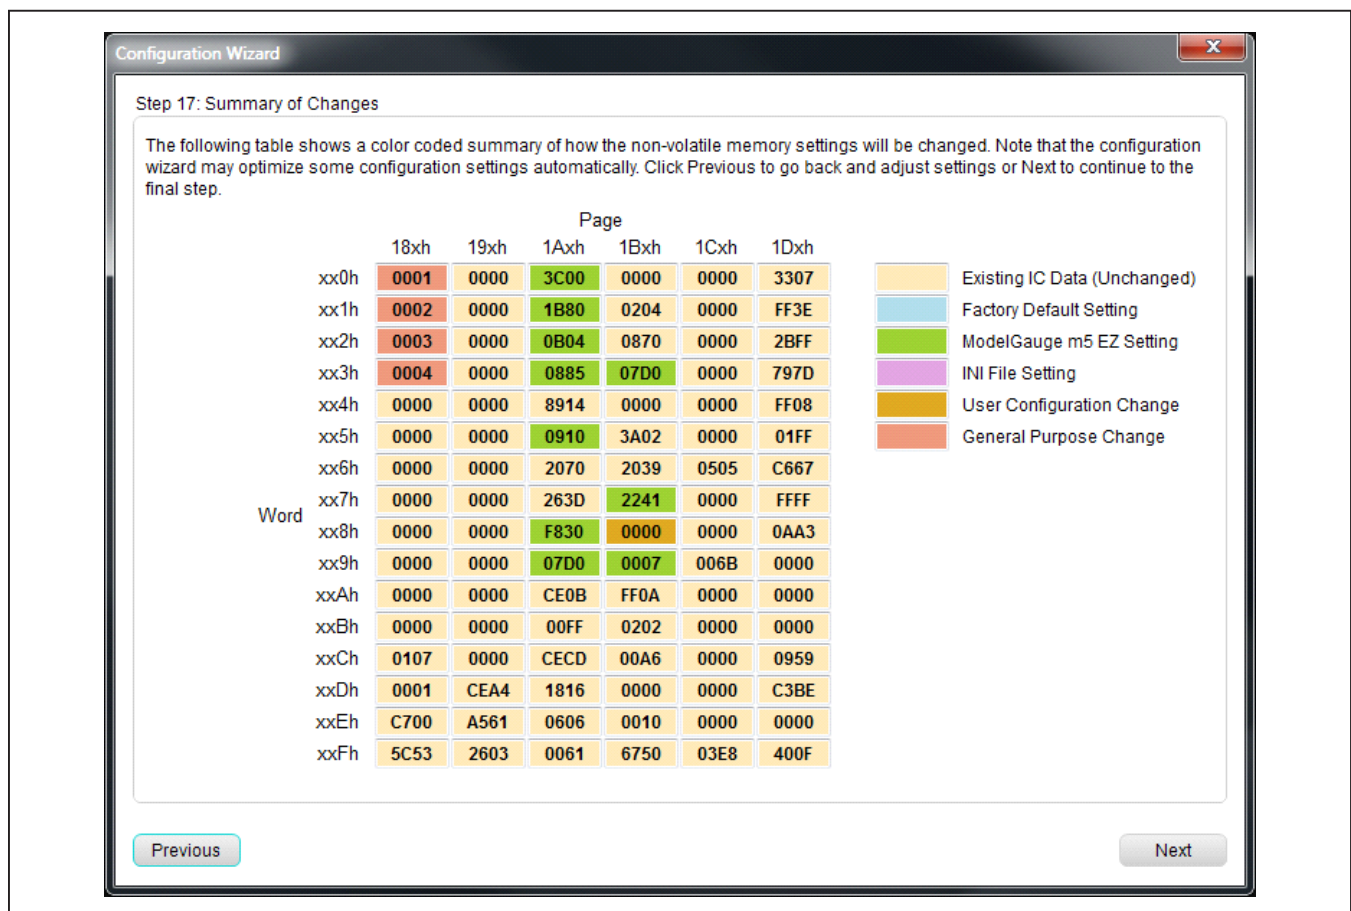 Configuration Wizard
X
Step 17: Summary of Changes
The following table shows a color coded summary of how the non-volatile memory settings will be changed. Note that the configuration
wizard may optimize some configuration settings automatically. Click Previous to go back and adjust settings or Next to continue to the
final step.
Page
18xh 19xh 1Axh 1Bxh 1Cxh 1Dxh
xx0h 0001 0000 3C00 0000 0000 3307 Existing IC Data (Unchanged)
xx1h 0002 0000 1B80 0204 0000 FF3E Factory Default Setting
xx2h 0003 0000 0B04 0870 0000 2BFF ModelGauge m5 EZ Setting
xx3h 0004 0000 0885 07D0 0000 797D INI File Setting
xx4h 0000 0000 8914 0000 0000 FF08 User Configuration Change
xx5h 0000 0000 0910 3A02 0000 01FF General Purpose Change
xx6h 0000 0000 2070 2039 0505 C667
xx7h 0000 0000 263D 2241 0000 FFFF
Word
xx8h 0000 0000 F830 0000 0000 0AA3
xx9h 0000 0000 07D0 0007 006B 0000
xxAh 0000 0000 CE0B FF0A 0000 0000
xxBh 0000 0000 00FF 0202 0000 0000
xxCh 0107 0000 CECD 00A6 0000 0959
xxDh 0001 CEA4 1816 0000 0000 C3BE
xxEh C700 A561 0606 0010 0000 0000
xxFh 5C53 2603 0061 6750 03E8 400F
Previous Next